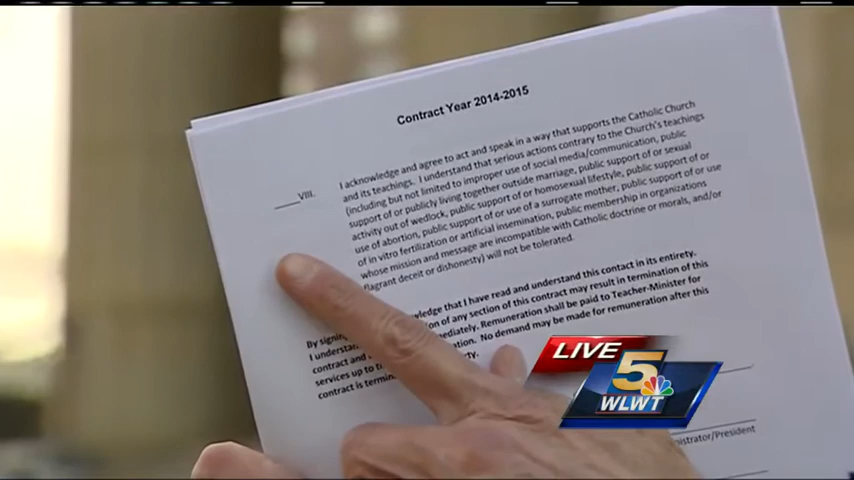 Contract Year 2014-2015
____VIII. I acknowledge and agree to act and speak in a way that supports the Catholic Church
and its teachings. I understand that serious actions contrary to the Church's teachings
(including but not limited to improper use of social media/communication, public
support of or publicly living together outside marriage, public support of or sexual
activity out of wedlock, public support of or homosexual lifestyle, public support of or
use of abortion, public support of or use of a surrogate mother, public support of or use
of in vitro fertilization or artificial insemination, public membership in organizations
whose mission and message are incompatible with Catholic doctrine or morals, and/or
flagrant deceit or dishonesty) will not be tolerated.
By signing knowledge that I have read and understand this contact in its entirety.
I understand of any section of this contract may result in termination of this
contract and Remuneration shall be paid to Teacher-Minister for
services up to No demand may be made for remuneration after this
contract is
LIVE
5
WLWT
/President